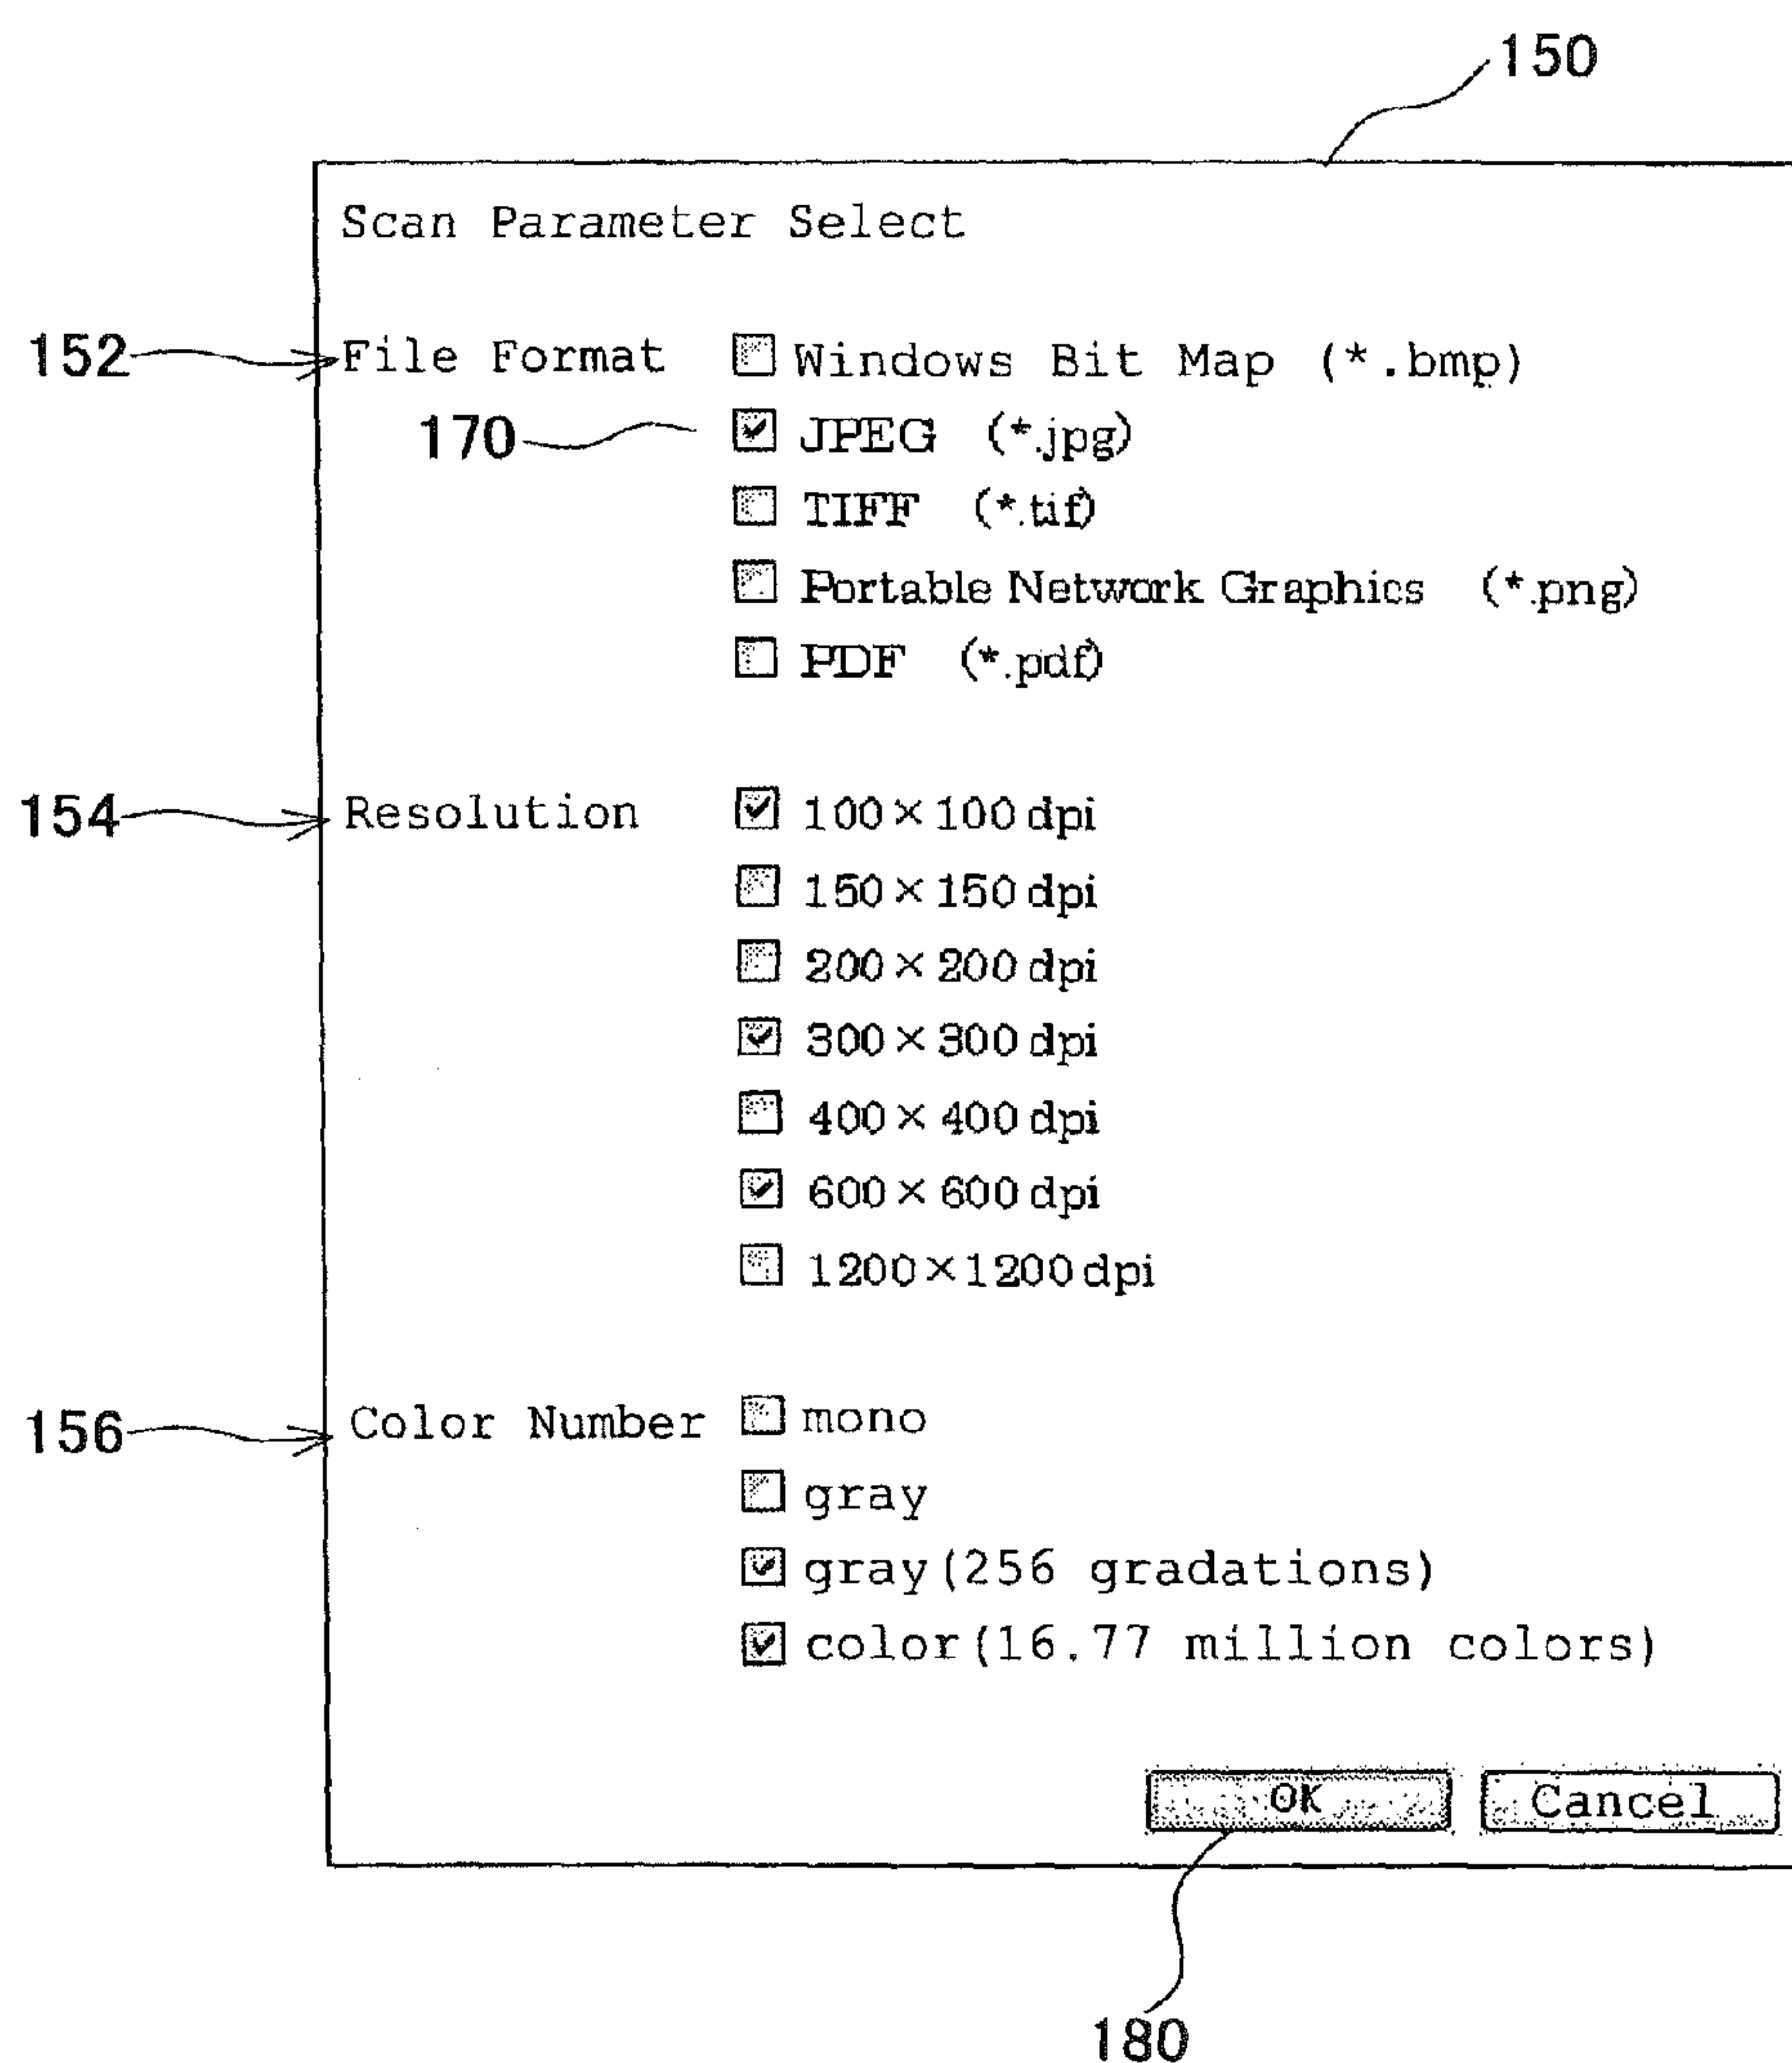 150
Scan Parameter Select
152 File Format Windows Bit Map (*.bmp)
170 JPEG (*.jpg)
TIFF (*.tif)
Portable Network Graphics (*.png)
PDF (*.pdf)
154 Resolution 100×100 dpi
150×150 dpi
200×200 dpi
300×300 dpi
400×400 dpi
600×600 dpi
1200×1200 dpi
156 Color Number mono
gray
gray(256 gradations)
color(16.77 million colors)
OK Cancel
180